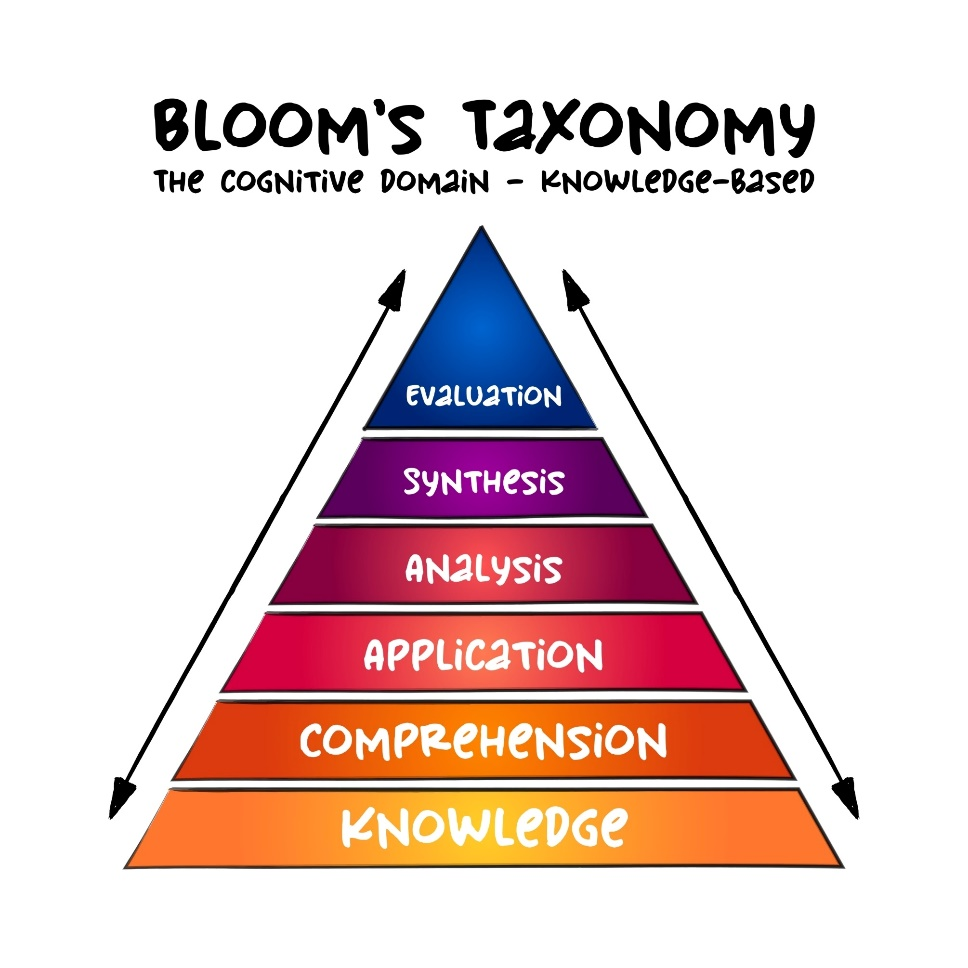 BLOOM'S TAXONOMY
THE COGNITIVE DOMAIN - KNOWLEDGE-BASED
EVALUATION
SYNTHESIS
ANALYSIS
APPLICATION
COMPREHENSION
KNOWLEDGE